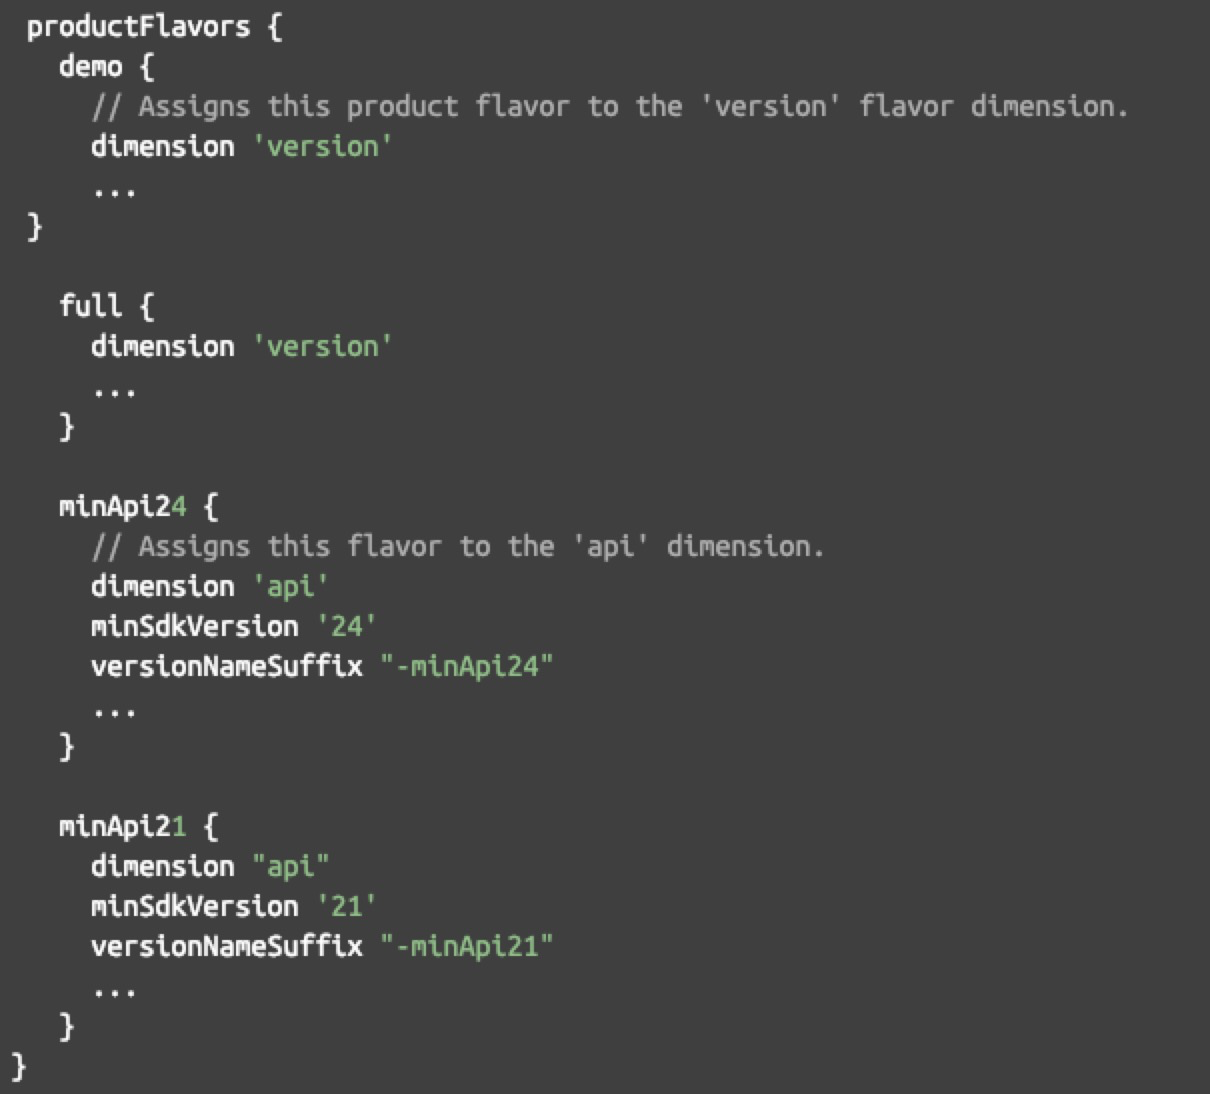 productFlavors {
demo {
// Assigns this product flavor to the 'version' flavor dimension.
dimension 'version'
...
}
full {
dimension 'version'
...
}
minApi24 {
// Assigns this flavor to the 'api' dimension.
dimension 'api'
minSdkVersion '24'
versionNameSuffix "-minApi24"
...
}
minApi21 {
dimension "api"
minSdkVersion '21'
versionNameSuffix "-minApi21"
...
}
}